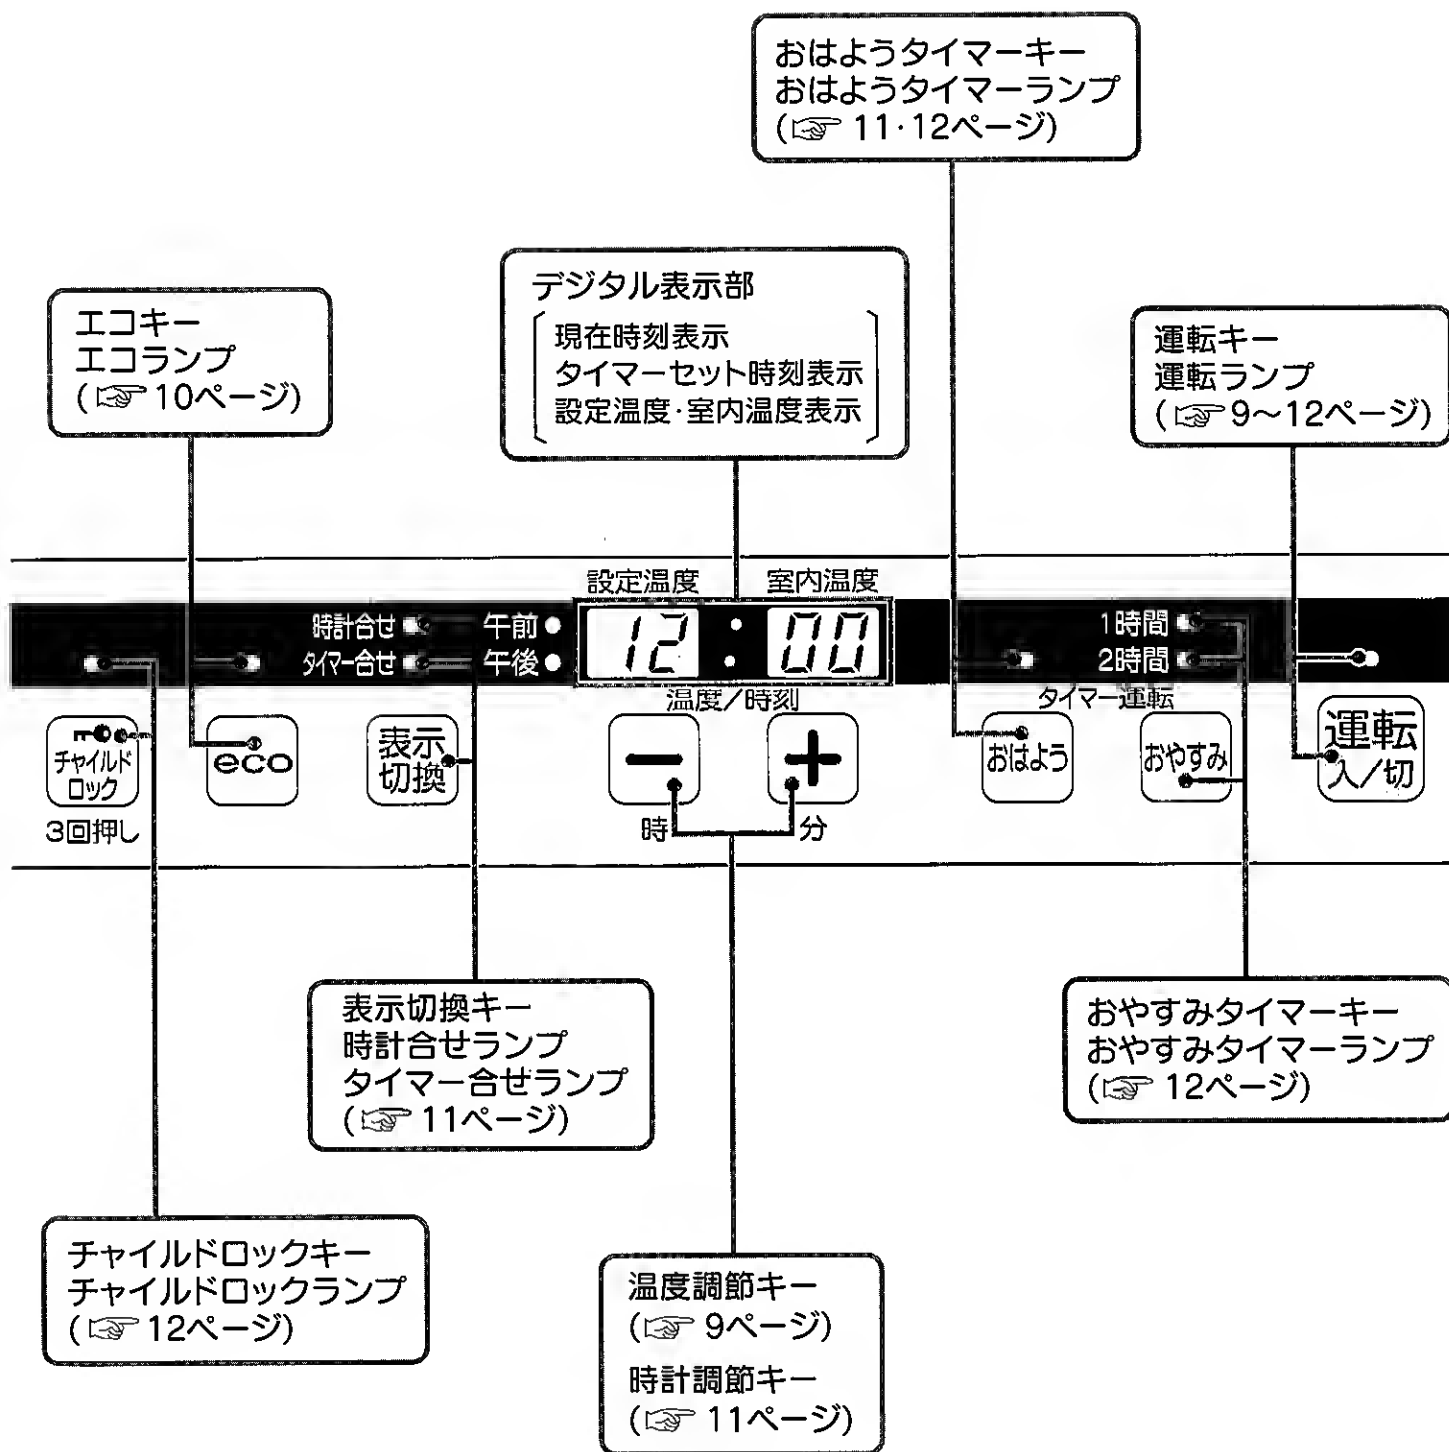 おはようタイマーキー
おはようタイマーランプ
(☞ 11·12ページ)
デジタル表示部
現在時刻表示
タイマーセット時刻表示
設定温度·室内温度表示
エコキー
エコランプ
(☞ 10ページ)
運転キー
運転ランプ
(☞ 9～12ページ)
設定温度 室内温度
時計合せ 午前 12:00 1時間
タイマー合せ 午後 2時間
温度/時刻 タイマー運転
チャイルド
ロック
3回押し
eco
表示
切換
－ ＋
時 分
おはよう
おやすみ
運転
入/切
表示切換キー
時計合せランプ
タイマー合せランプ
(☞ 11ページ)
おやすみタイマーキー
おやすみタイマーランプ
(☞ 12ページ)
チャイルドロックキー
チャイルドロックランプ
(☞ 12ページ)
温度調節キー
(☞ 9ページ)
時計調節キー
(☞ 11ページ)